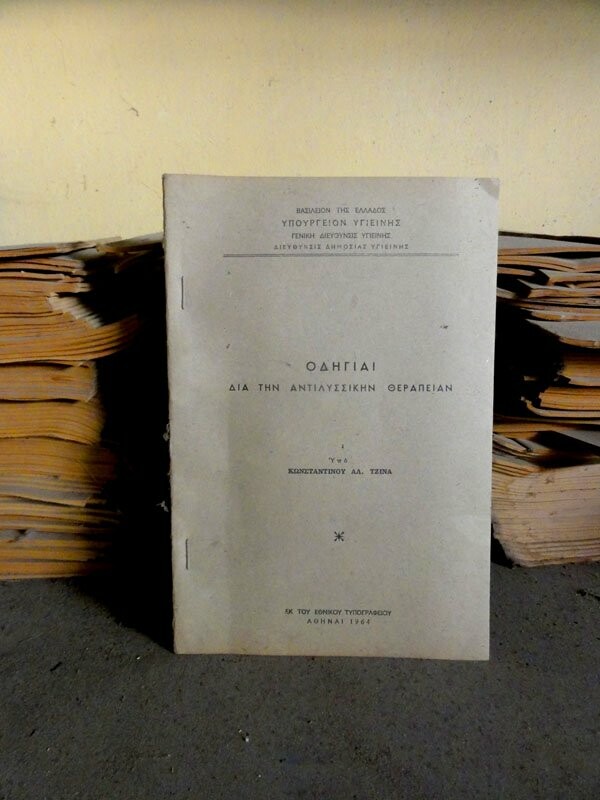 ΒΑΣΙΛΕΙΟΝ ΤΗΣ ΕΛΛΑΔΟΣ
ΥΠΟΥΡΓΕΙΟΝ ΥΓΙΕΙΝΗΣ
ΓΕΝΙΚΗ ΔΙΕΥΘΥΝΣΙΣ ΥΓΙΕΙΝΗΣ
ΔΙΕΥΘΥΝΣΙΣ ΔΗΜΟΣΙΑΣ ΥΓΙΕΙΝΗΣ
ΟΔΗΓΙΑΙ
ΔΙΑ ΤΗΝ ΑΝΤΙΛΥΣΣΙΚΗΝ ΘΕΡΑΠΕΙΑΝ
Ὑπὸ
ΚΩΝΣΤΑΝΤΙΝΟΥ ΑΛ. ΤΖΙΝΑ
ΕΚ ΤΟΥ ΕΘΝΙΚΟΥ ΤΥΠΟΓΡΑΦΕΙΟΥ
ΑΘΗΝΑΙ 1964